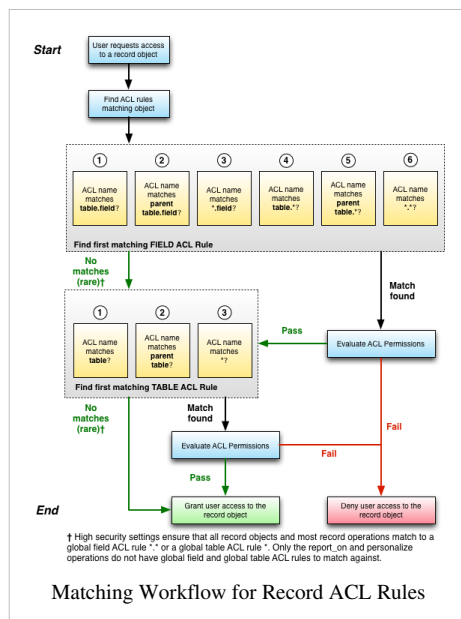 Start
User requests access
to a record object
Find ACL rules
matching object
1
2
3
4
5
6
ACL name
matches
table.field?
ACL name
matches
parent
table.field?
ACL name
matches
*.field?
ACL name
matches
table.*?
ACL name
matches
parent
table.*?
ACL name
matches
*.*?
Find first matching FIELD ACL Rule
No
matches
(rare)†
Match
found
Pass
Evaluate ACL Permissions
1
2
3
ACL name
matches
table?
ACL name
matches
parent
table?
ACL name
matches
*?
Find first matching TABLE ACL Rule
No
matches
(rare)†
Match
found
Fail
Evaluate ACL Permissions
Fail
Pass
End
Grant user access to the
record object
Deny user access to the
record object
† High security settings ensure that all record objects and most record operations match to a
global field ACL rule *.* or a global table ACL rule *. Only the report_on and personalize
operations do not have global field and global table ACL rules to match against.
Matching Workflow for Record ACL Rules